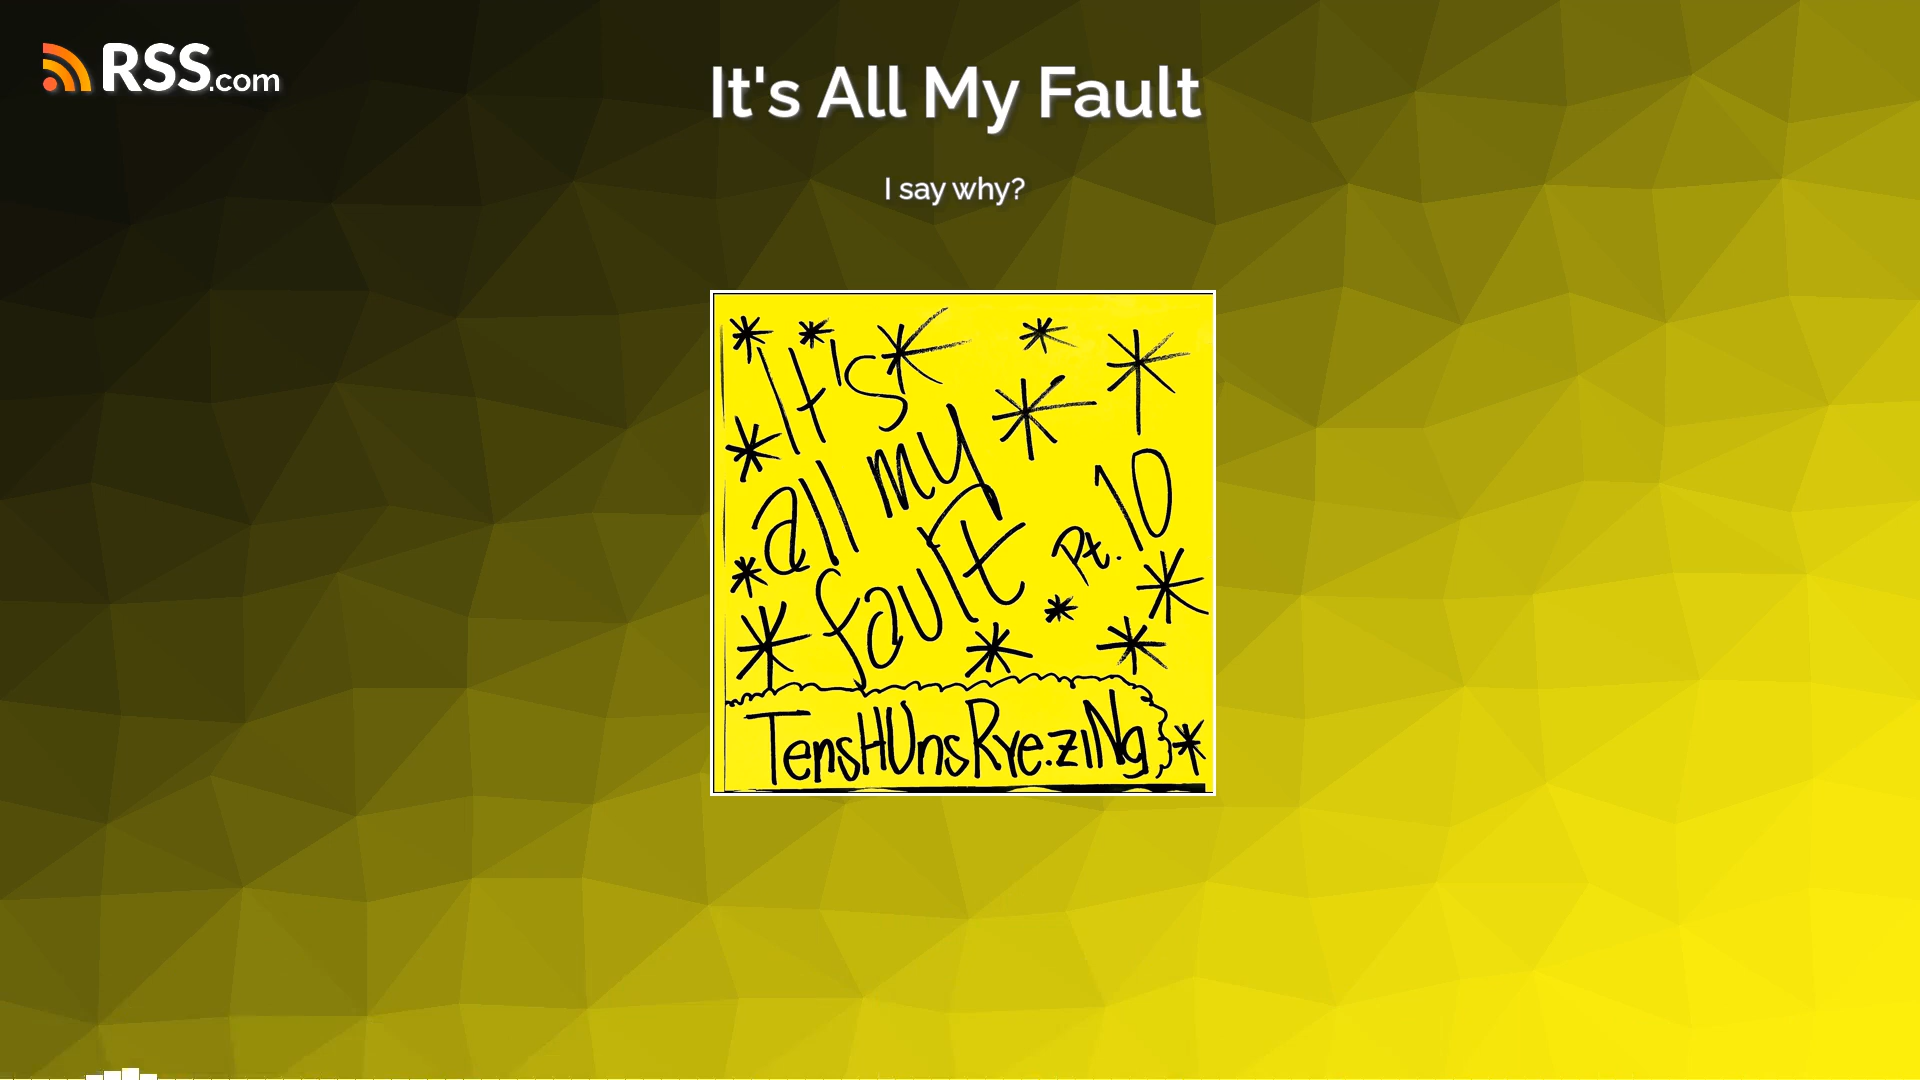 RSS.com
It's All My Fault
I say why?
It's
all my
fault
Pt. 10
TensHUnsRye.ziNg